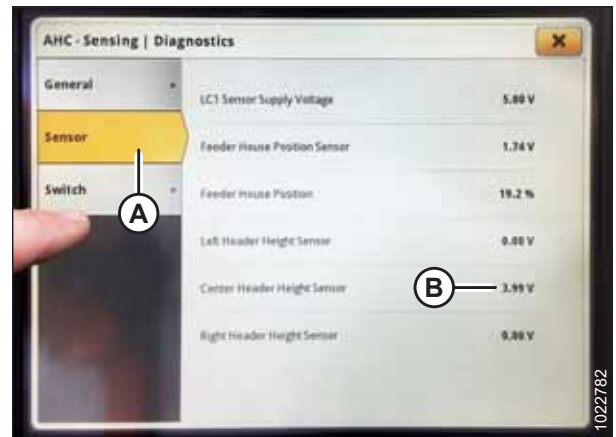 AHC - Sensing | Diagnostics
General
LC1 Sensor Supply Voltage 5.00 V
Sensor
Feeder House Position Sensor 1.74 V
Switch
Feeder House Position 19.2 %
A
Left Header Height Sensor 0.00 V
Center Header Height Sensor B 3.99 V
Right Header Height Sensor 0.00 V
1022782